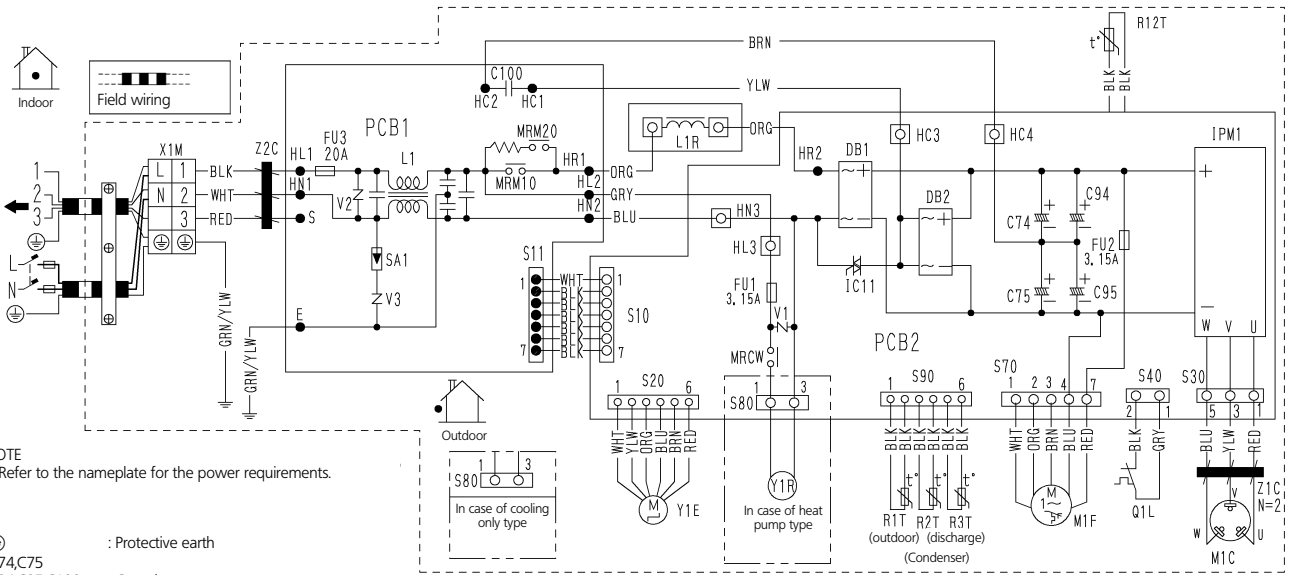 R12T
t°
BLK
BLK
BRN
YLW
Indoor
Field wiring
C100
HC2 HC1
PCB1
FU3
20A
HL1
HN1
S
L1
V2
MRM20
MRM10
HR1
HL2
HN2
ORG
GRY
BLU
L1R
ORG
HR2
DB1
HC3
HC4
IPM1
DB2
+
−
C74
C94
C75
C95
FU2
3.15A
X1M
L 1
N 2
3
BLK
WHT
RED
Z2C
1
2
3
L
N
GRN/YLW
GRN/YLW
E
SA1
V3
S11
1
7
WHT
BLK
BLK
BLK
BLK
BLK
BLK
S10
1
7
HN3
HL3
FU1
3.15A
V1
MRCW
IC11
PCB2
W V U
Outdoor
S80 1 3
In case of cooling
only type
S20
1 6
WHT
YLW
ORG
BLU
BRN
RED
M
Y1E
S80
1 3
Y1R
In case of heat
pump type
S90
1 6
BLK
BLK
BLK
BLK
BLK
BLK
t° t° t°
R1T R2T R3T
(outdoor) (discharge)
(Condenser)
S70
1 2 3 4 7
WHT
ORG
BRN
BLU
RED
M
1~
M1F
S40
2 1
BLK
GRY
Q1L
S30
5 3 1
BLU
YLW
RED
Z1C
N=2
V
W U
M1C
OTE
Refer to the nameplate for the power requirements.
: Protective earth
74,C75